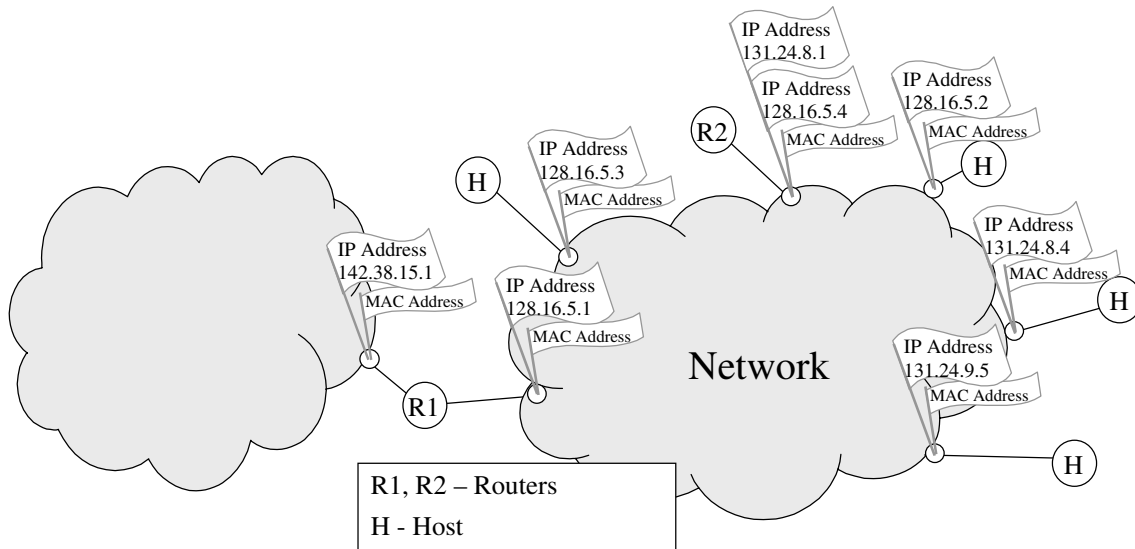 IP Address
131.24.8.1
IP Address
128.16.5.4
MAC Address
R2
IP Address
128.16.5.2
MAC Address
H
IP Address
128.16.5.3
MAC Address
H
IP Address
142.38.15.1
MAC Address
IP Address
128.16.5.1
MAC Address
R1
IP Address
131.24.8.4
MAC Address
H
Network
IP Address
131.24.9.5
MAC Address
H
R1, R2 – Routers
H - Host